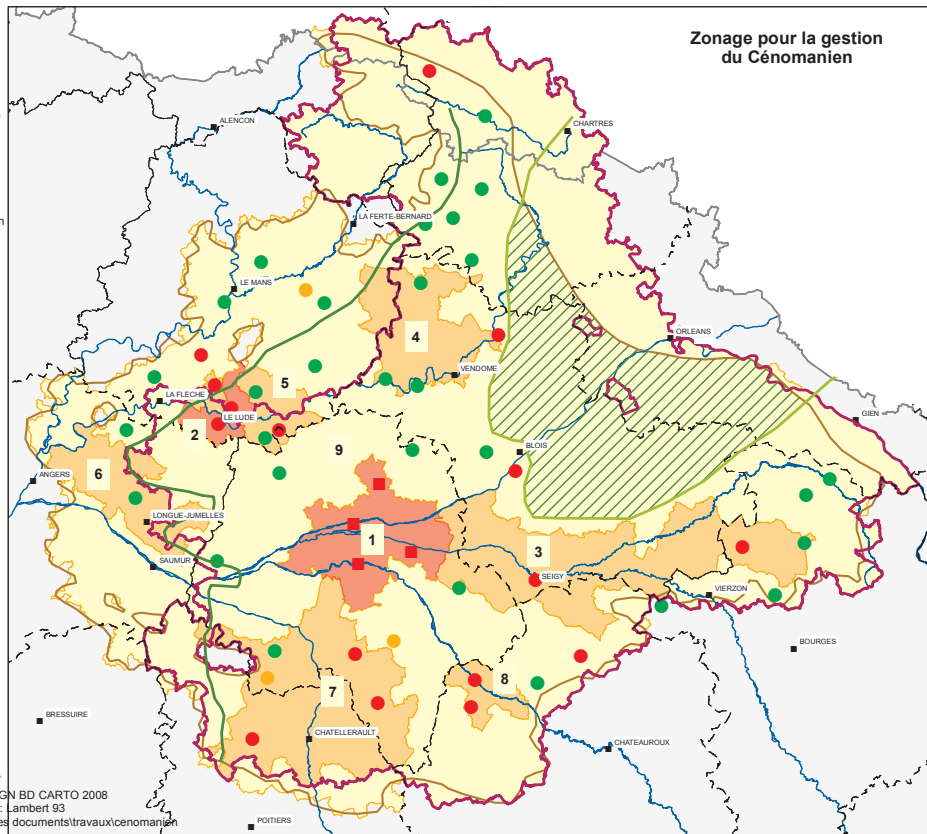 Zonage pour la gestion
du Cénomanien
ALENCON
CHARTRES
LA FERTE-BERNARD
LE MANS
ORLEANS
4
VENDOME
5
LA FLECHE
LE LUDE
2
GIEN
9
BLOIS
6
ANGERS
LONGUE-JUMELLES
1
3
SAUMUR
SEIGY
VIERZON
BOURGES
8
7
BRESSUIRE
CHATELLERAULT
CHATEAUROUX
GN BD CARTO 2008
: Lambert 93
es documents\travaux\cenomanien
POITIERS